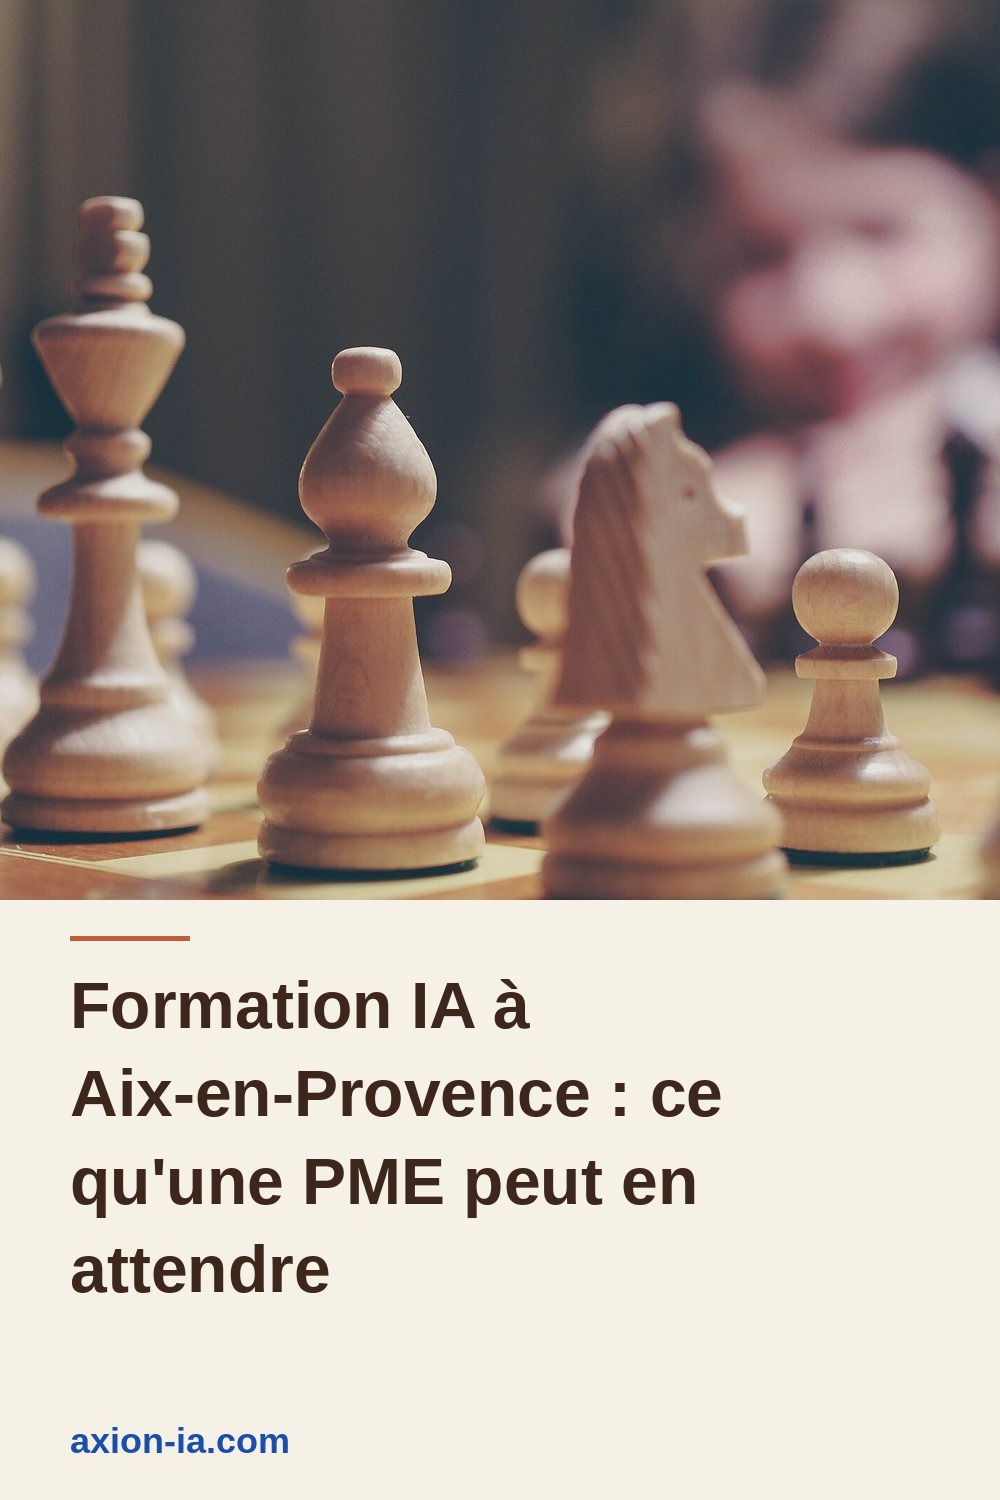 Formation IA à
Aix-en-Provence : ce
qu'une PME peut en
attendre
axion-ia.com